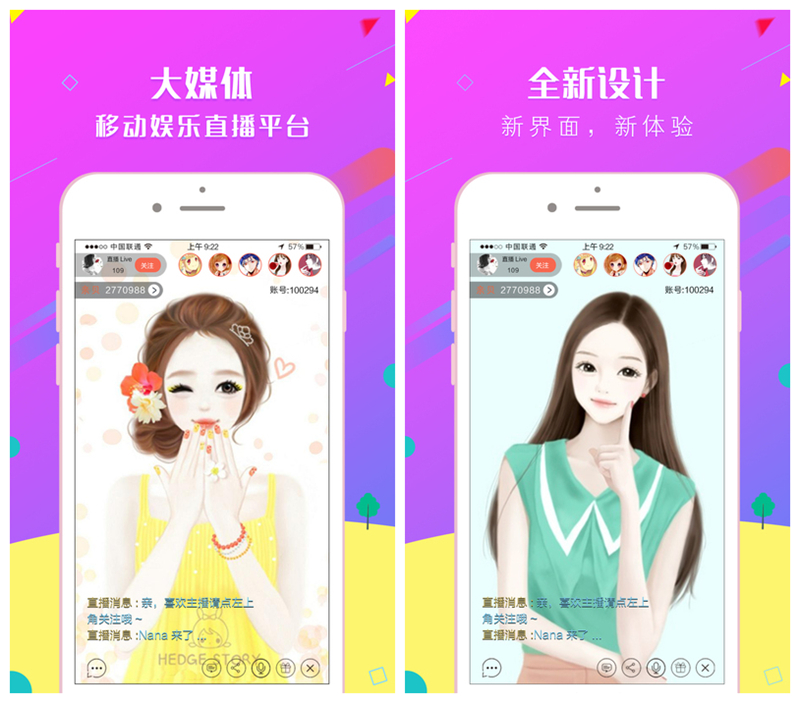 大媒体
移动娱乐直播平台
中国联通
上午 9:22
57%
直播 Live
109
关注
2770988
账号:100294
直播消息 : 亲，喜欢主播请点左上
角关注哦 ~
直播消息 :Nana 来了 ...
HEDGE STORY
全新设计
新界面，新体验
中国联通
上午 9:22
57%
直播 Live
109
关注
2770988
账号:100294
直播消息 : 亲，喜欢主播请点左上
角关注哦 ~
直播消息 :Nana 来了 ...